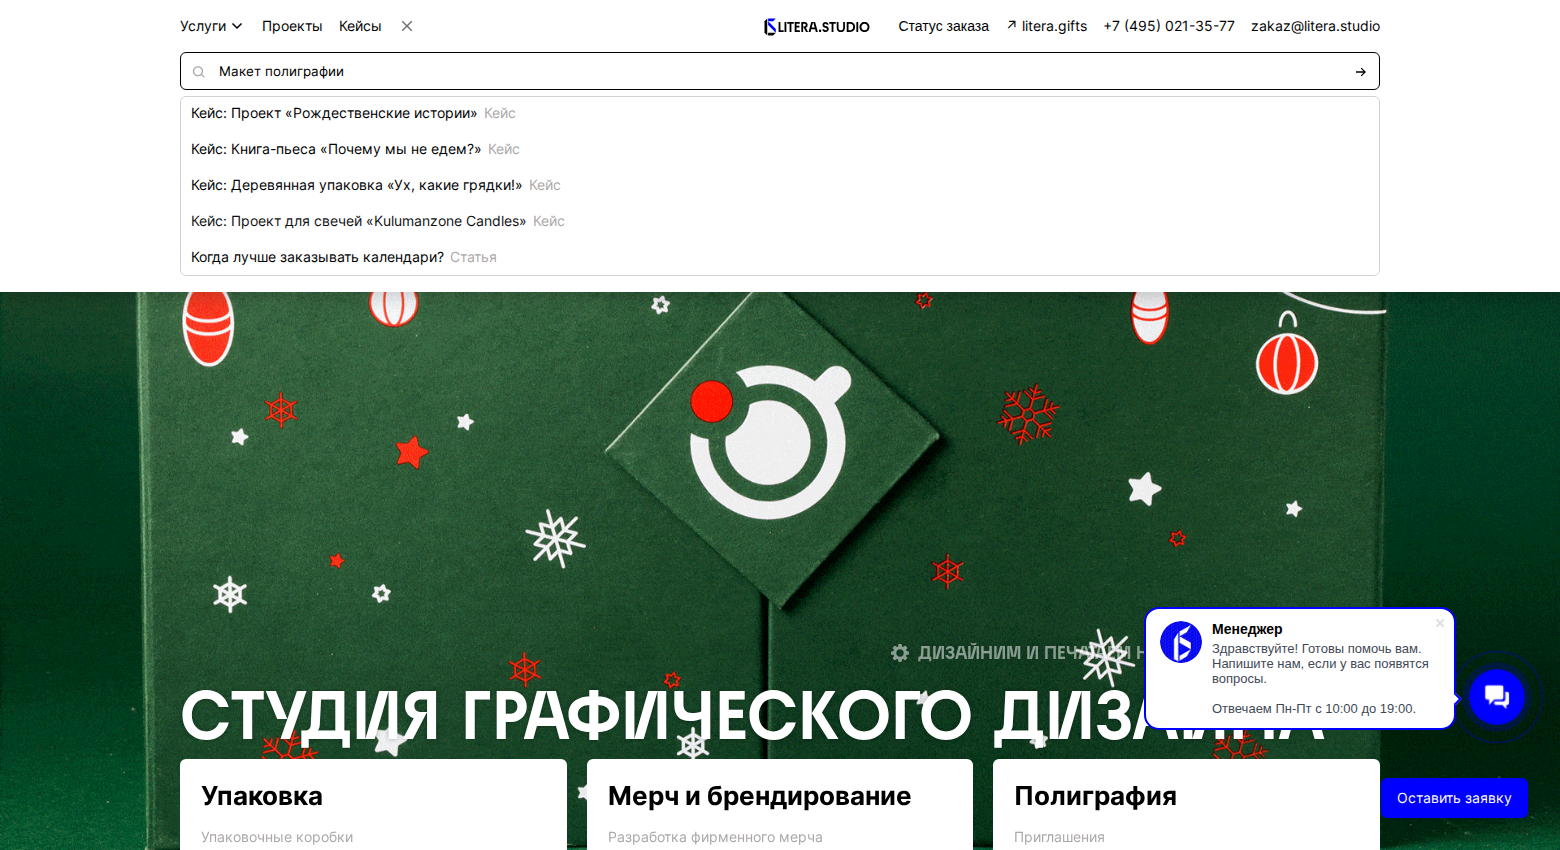 Услуги Проекты Кейсы LITERA.STUDIO Статус заказа litera.gifts +7 (495) 021-35-77 zakaz@litera.studio
Макет полиграфии
Кейс: Проект «Рождественские истории» Кейс
Кейс: Книга-пьеса «Почему мы не едем?» Кейс
Кейс: Деревянная упаковка «Ух, какие грядки!» Кейс
Кейс: Проект для свечей «Kulumanzone Candles» Кейс
Когда лучше заказывать календари? Статья
ДИЗАЙНИМ И ПЕЧАТАЕМ
СТУДИЯ ГРАФИЧЕСКОГО ДИЗАЙНА
Менеджер
Здравствуйте! Готовы помочь вам.
Напишите нам, если у вас появятся
вопросы.
Отвечаем Пн-Пт с 10:00 до 19:00.
Упаковка
Упаковочные коробки
Мерч и брендирование
Разработка фирменного мерча
Полиграфия
Приглашения
Оставить заявку